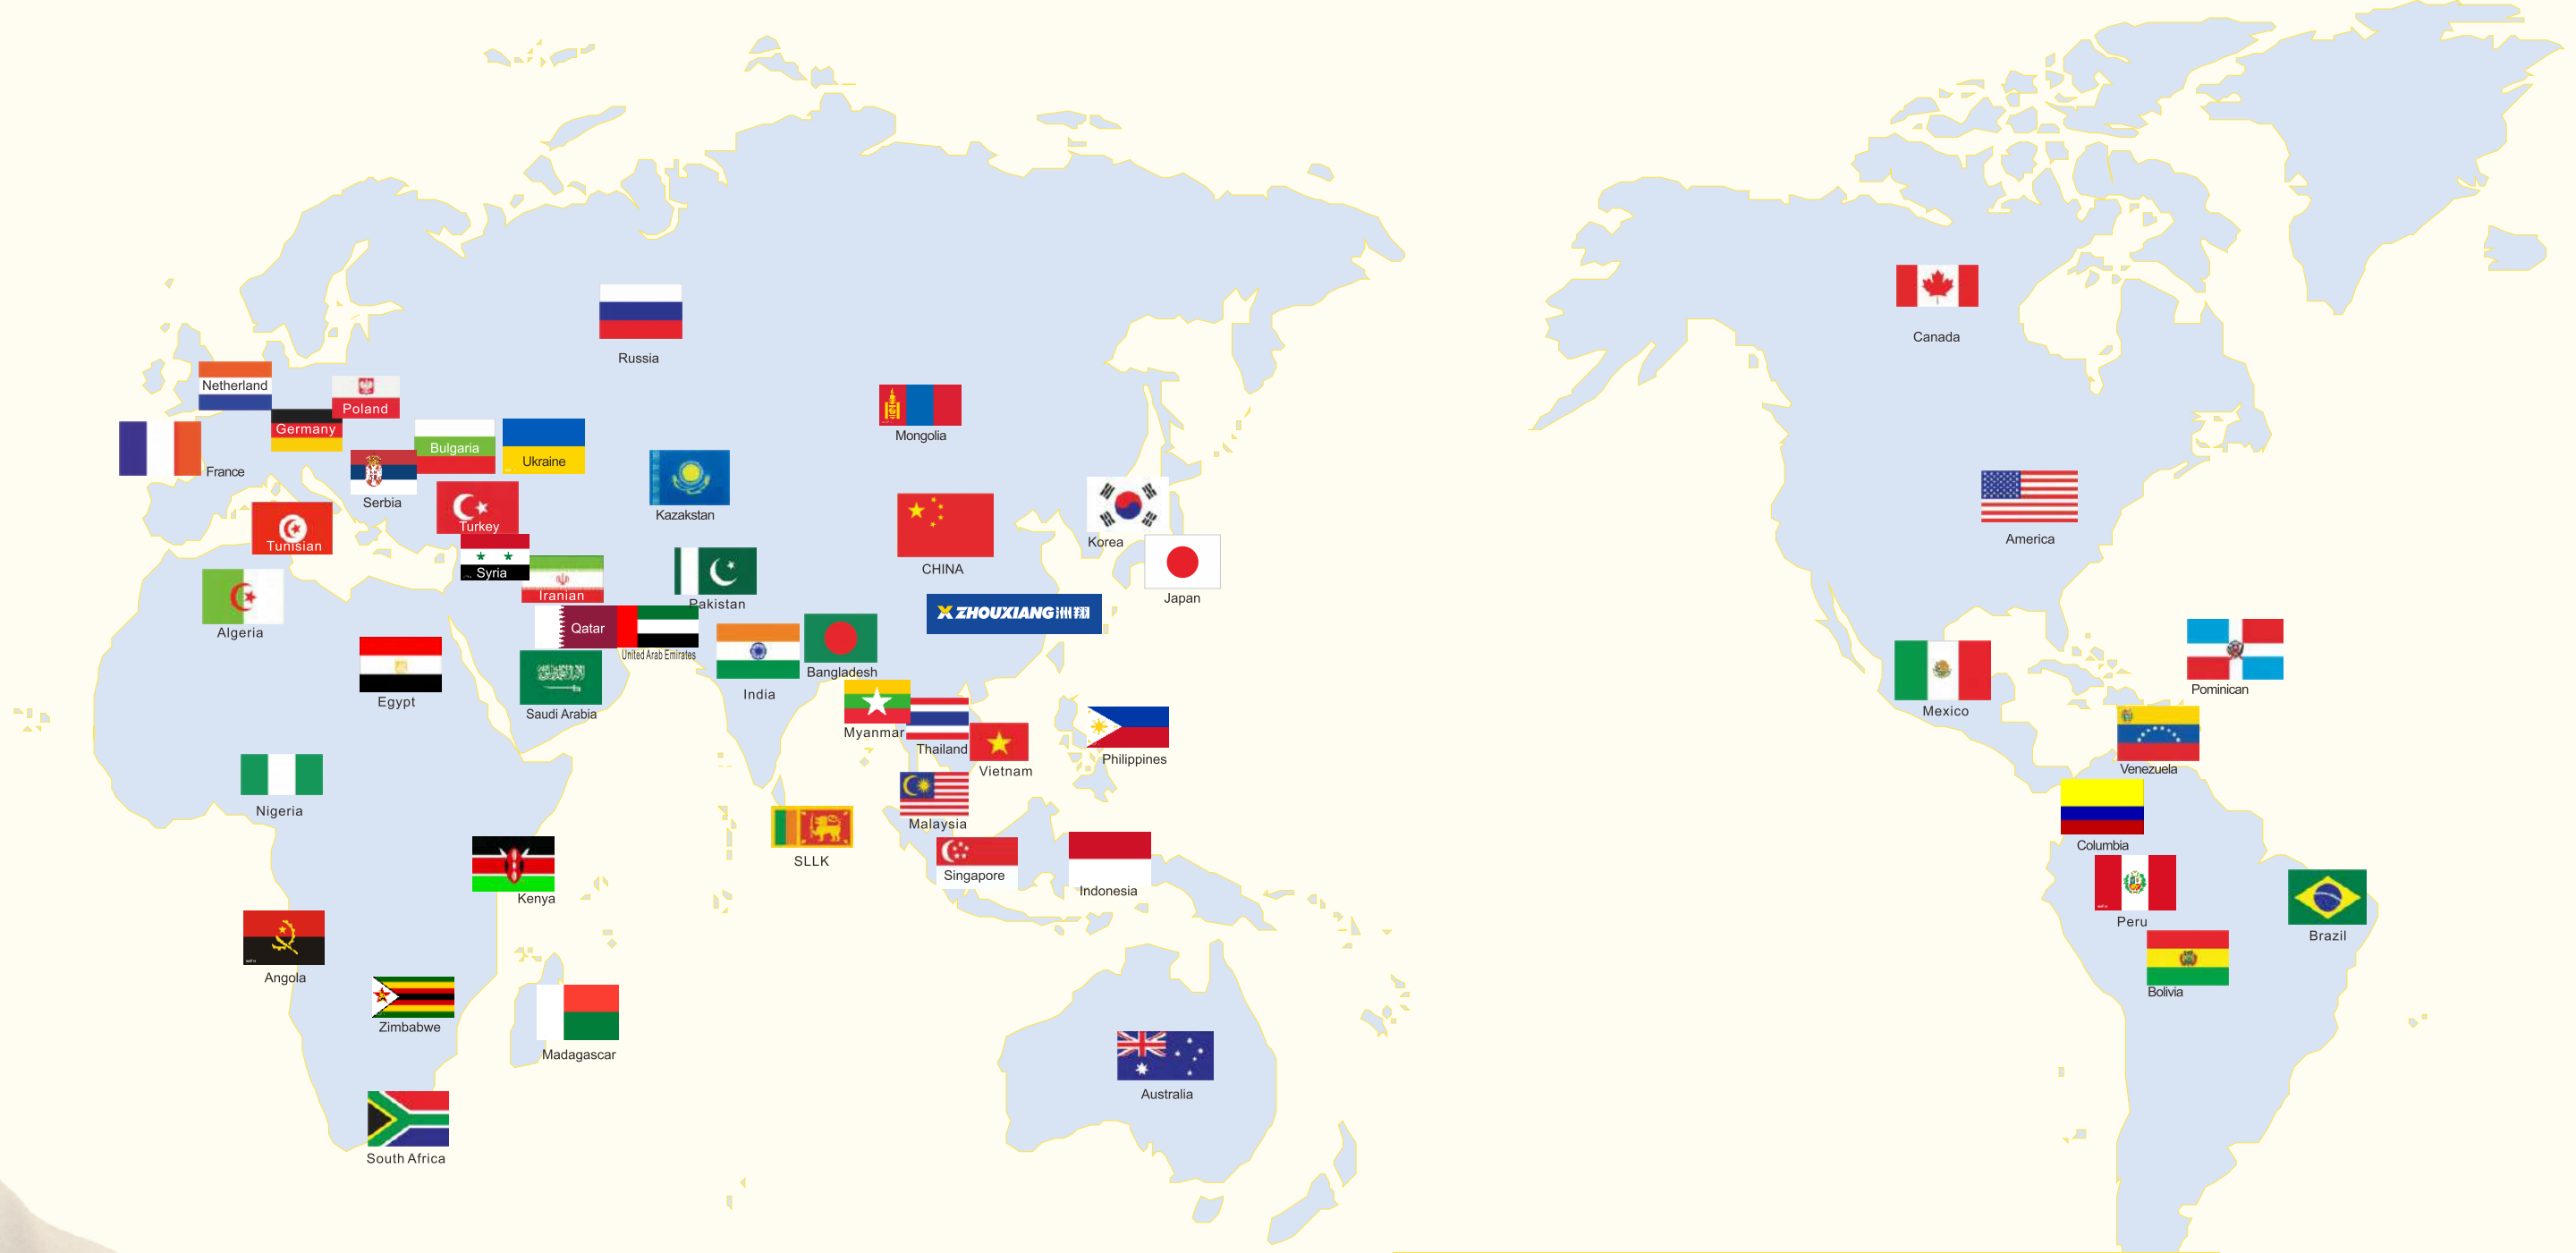 Canada
Russia
Netherland
Poland
Germany
Mongolia
Bulgaria
Ukraine
France
Serbia
Kazakstan
Turkey
America
Korea
Tunisian
CHINA
Syria
Iranian
Japan
Pakistan
ZHOUXIANG 洲翔
Algeria
Qatar
United Arab Emirates
Bangladesh
Pominican
India
Egypt
Mexico
Saudi Arabia
Myanmar
Thailand
Philippines
Venezuela
Vietnam
Nigeria
Malaysia
Columbia
SLLK
Singapore
Indonesia
Kenya
Peru
Brazil
Angola
Bolivia
Zimbabwe
Madagascar
Australia
South Africa